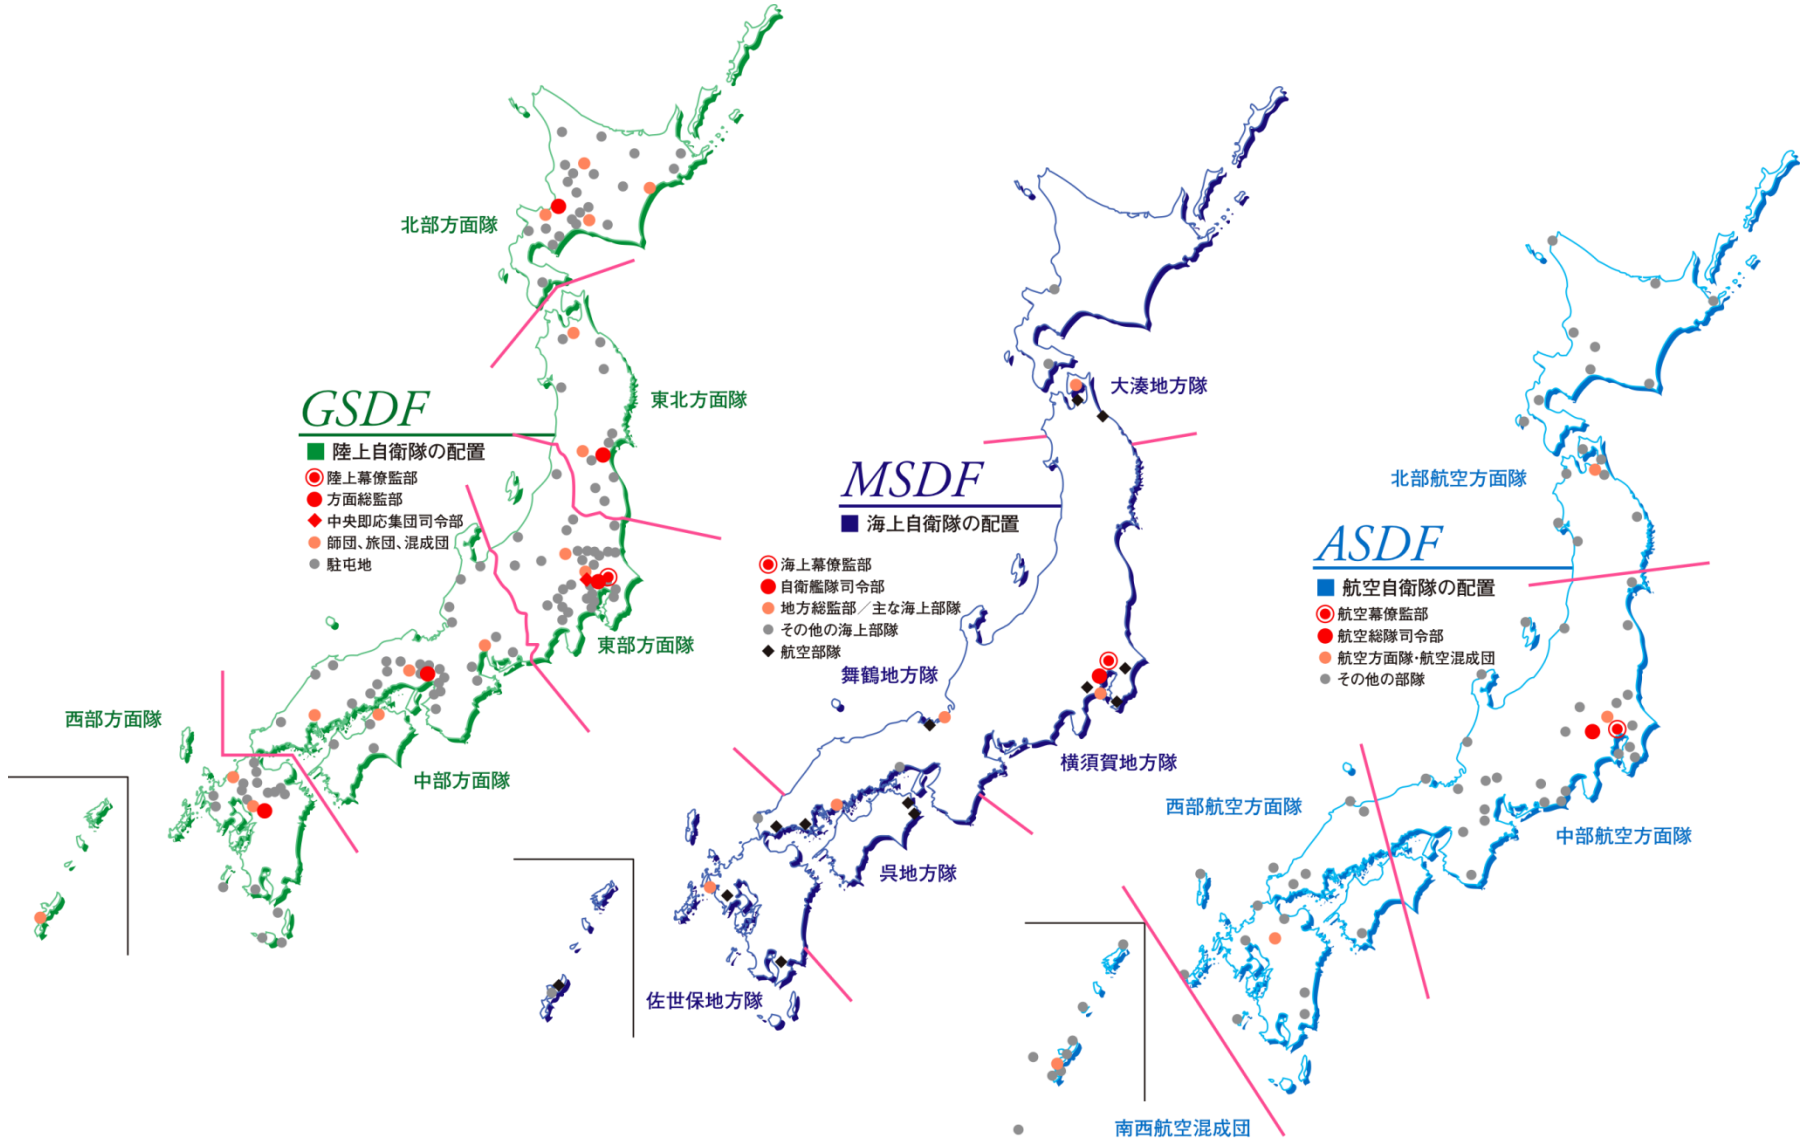 北部方面隊
東北方面隊
GSDF
陸上自衛隊の配置
陸上幕僚監部
方面総監部
中央即応集団司令部
師団、旅団、混成団
駐屯地
東部方面隊
西部方面隊
中部方面隊
大湊地方隊
MSDF
海上自衛隊の配置
海上幕僚監部
自衛艦隊司令部
地方総監部／主な海上部隊
その他の海上部隊
航空部隊
舞鶴地方隊
横須賀地方隊
呉地方隊
佐世保地方隊
北部航空方面隊
ASDF
航空自衛隊の配置
航空幕僚監部
航空総隊司令部
航空方面隊・航空混成団
その他の部隊
西部航空方面隊
中部航空方面隊
南西航空混成団